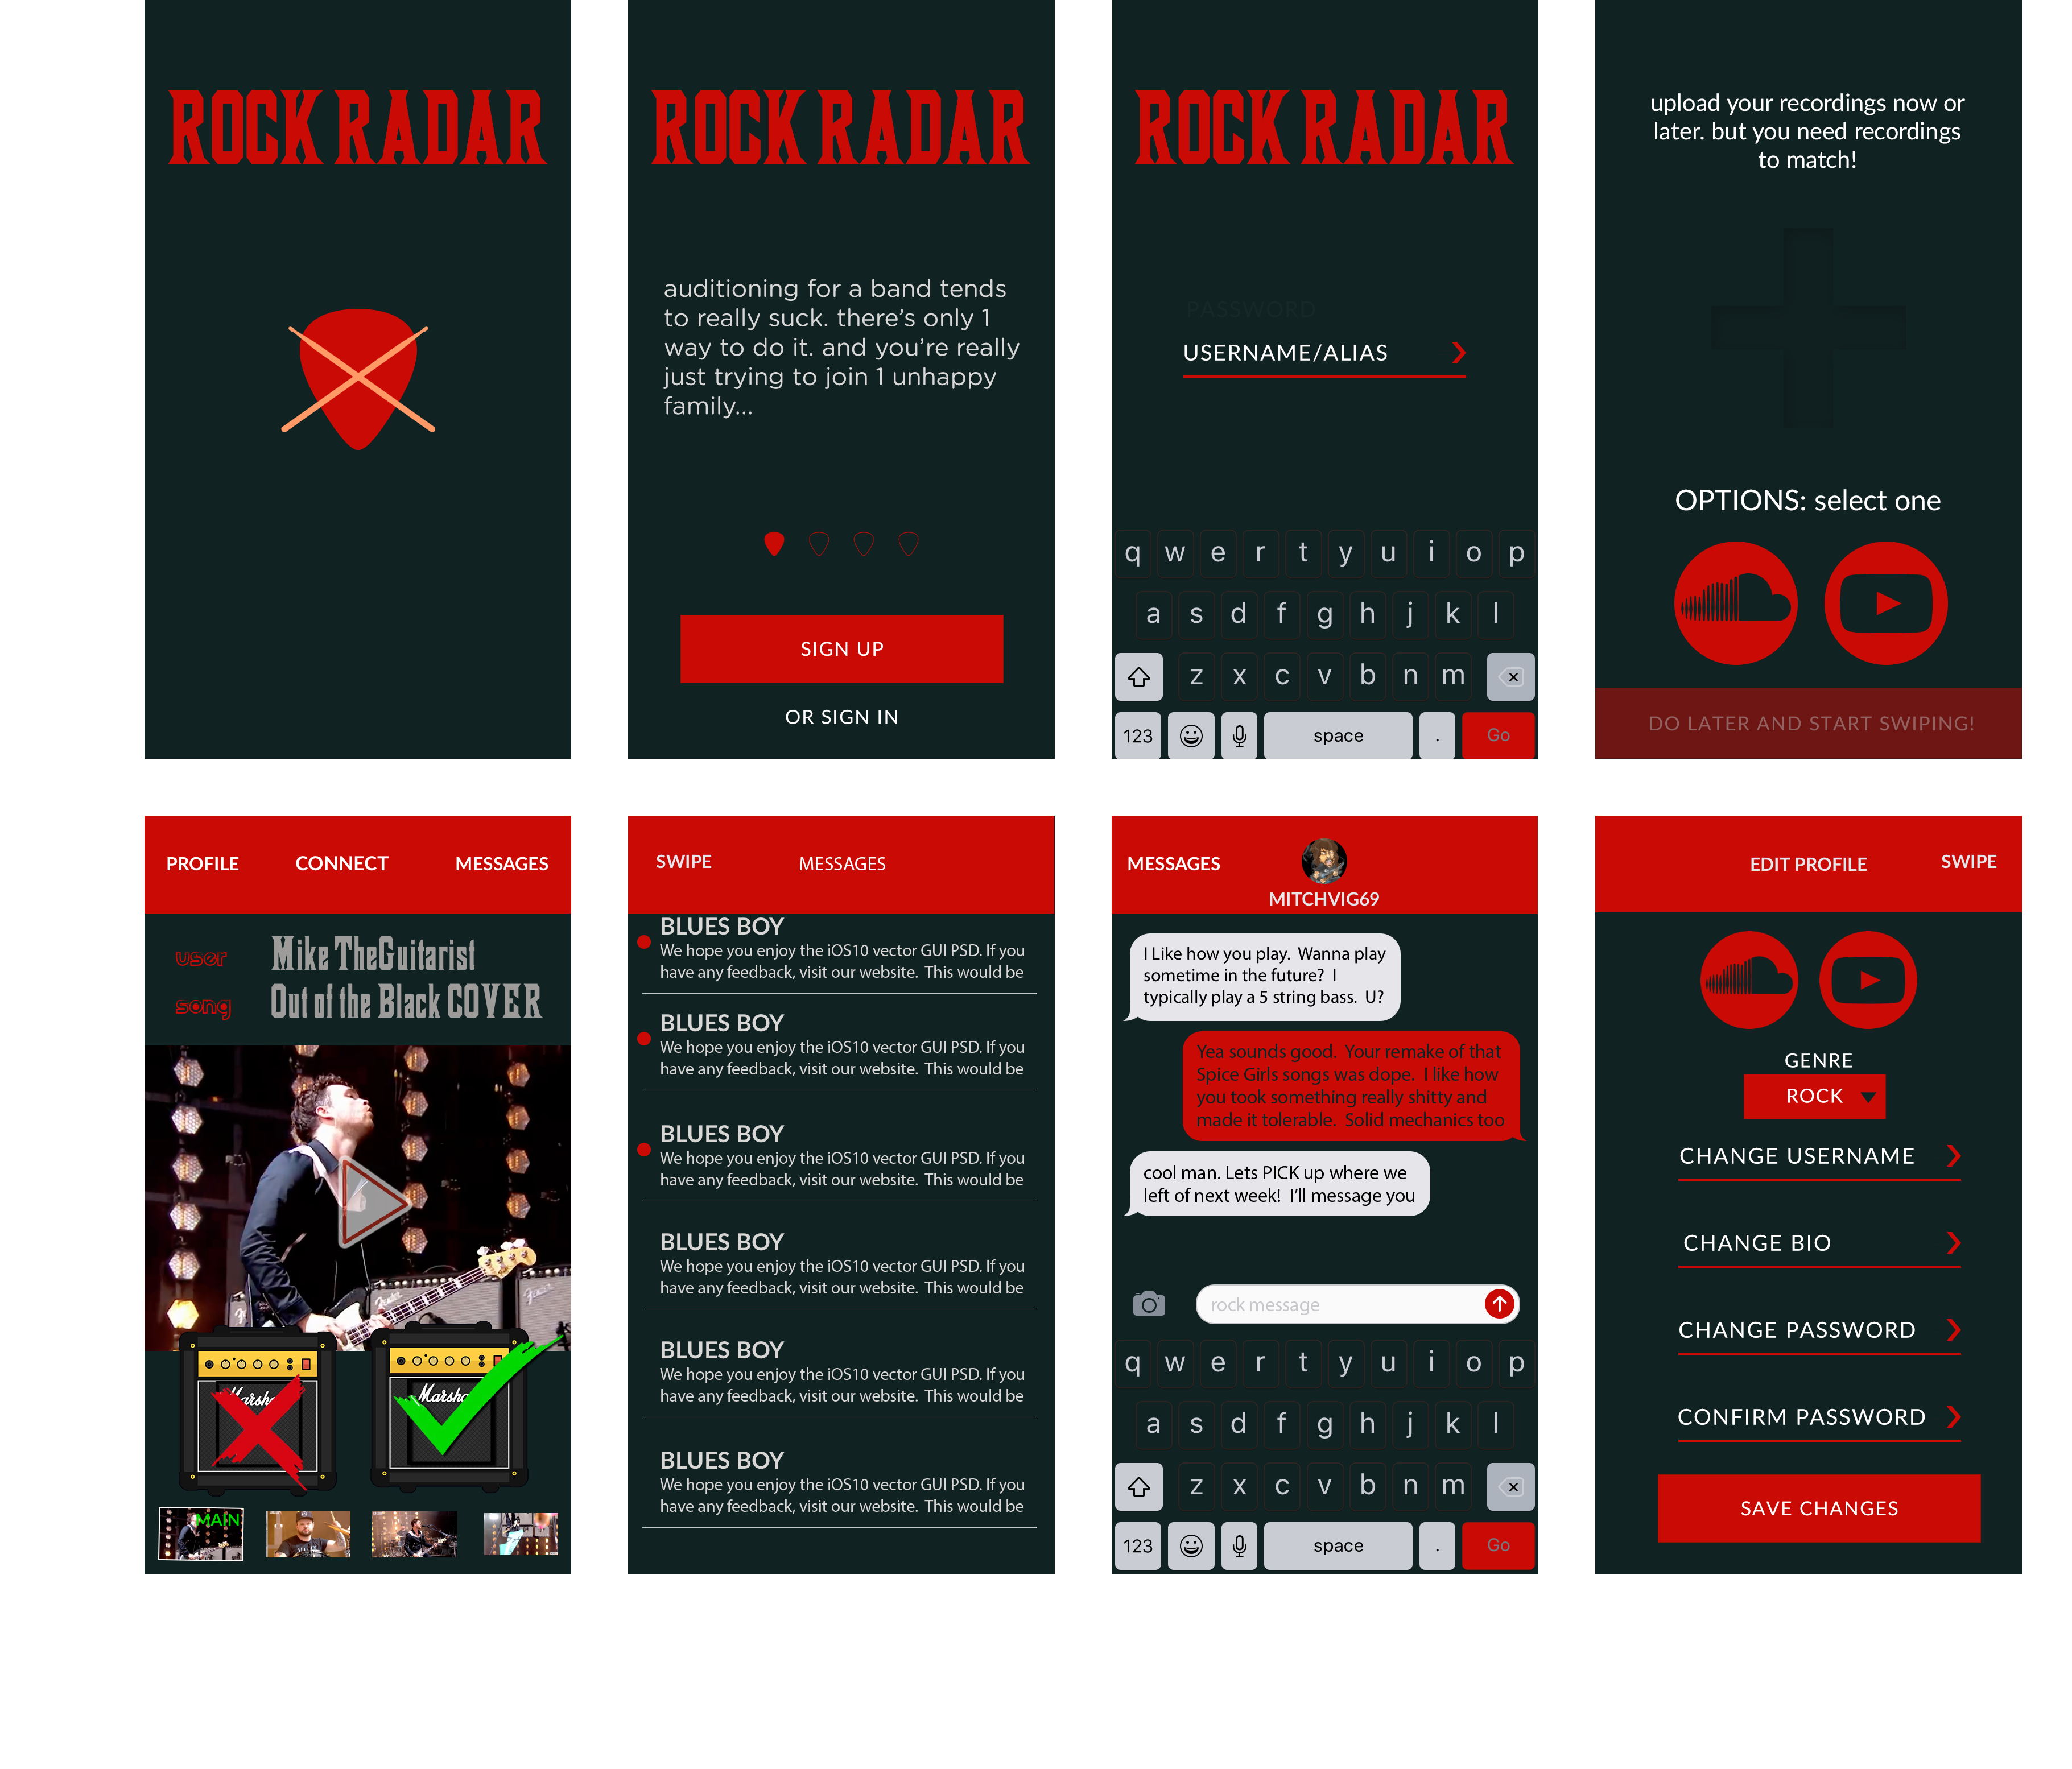 ROCK RADAR
ROCK RADAR
auditioning for a band tends
to really suck. there's only 1
way to do it. and you're really
just trying to join 1 unhappy
family...
SIGN UP
OR SIGN IN
ROCK RADAR
PASSWORD
USERNAME/ALIAS
q w e r t y u i o p
a s d f g h j k l
z x c v b n m
123 space . Go
upload your recordings now or
later. but you need recordings
to match!
OPTIONS: select one
DO LATER AND START SWIPING!
PROFILE CONNECT MESSAGES
user Mike TheGuitarist
song Out of the Black COVER
Fender Fender
Marsha
MAIN
SWIPE MESSAGES
BLUES BOY
We hope you enjoy the iOS10 vector GUI PSD. If you
have any feedback, visit our website. This would be
BLUES BOY
We hope you enjoy the iOS10 vector GUI PSD. If you
have any feedback, visit our website. This would be
BLUES BOY
We hope you enjoy the iOS10 vector GUI PSD. If you
have any feedback, visit our website. This would be
BLUES BOY
We hope you enjoy the iOS10 vector GUI PSD. If you
have any feedback, visit our website. This would be
BLUES BOY
We hope you enjoy the iOS10 vector GUI PSD. If you
have any feedback, visit our website. This would be
BLUES BOY
We hope you enjoy the iOS10 vector GUI PSD. If you
have any feedback, visit our website. This would be
MESSAGES
MITCHVIG69
I Like how you play. Wanna play
sometime in the future? I
typically play a 5 string bass. U?
Yea sounds good. Your remake of that
Spice Girls songs was dope. I like how
you took something really shitty and
made it tolerable. Solid mechanics too
cool man. Lets PICK up where we
left of next week! I'll message you
rock message
q w e r t y u i o p
a s d f g h j k l
z x c v b n m
123 space . Go
EDIT PROFILE SWIPE
GENRE
ROCK
CHANGE USERNAME
CHANGE BIO
CHANGE PASSWORD
CONFIRM PASSWORD
SAVE CHANGES